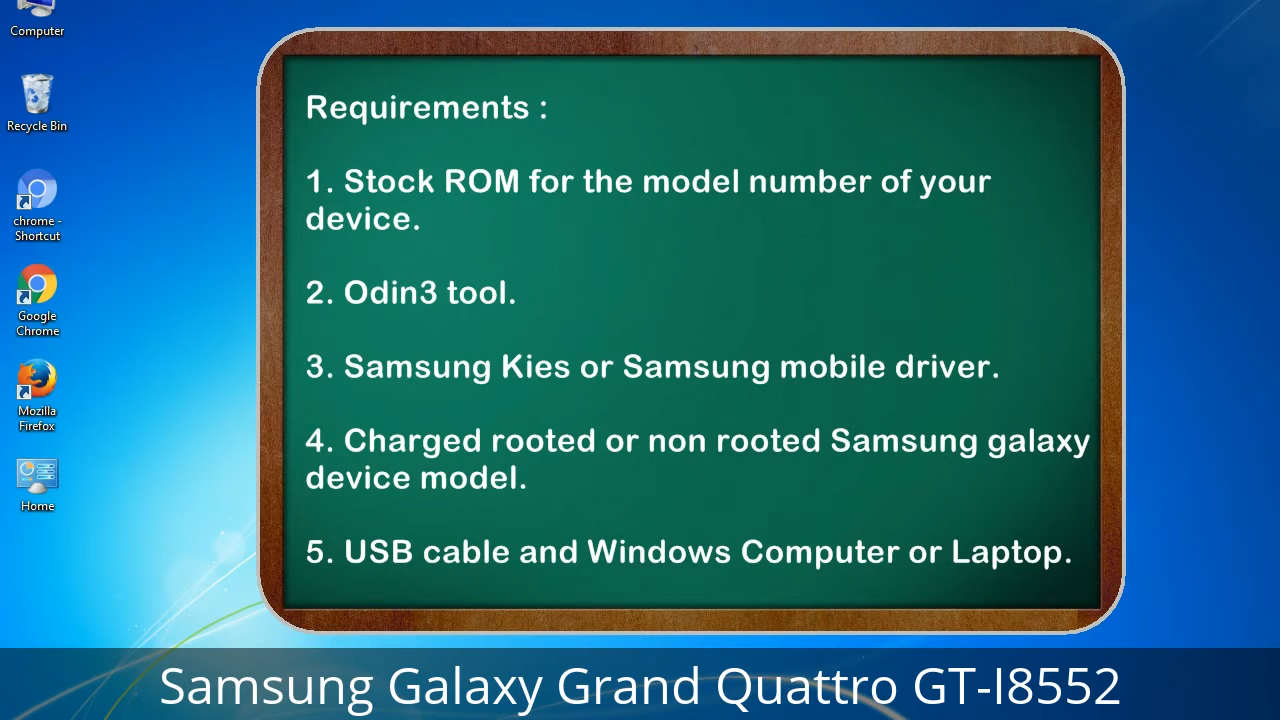 Computer
Recycle Bin
chrome -
Shortcut
Google
Chrome
Mozilla
Firefox
Home
Requirements :
1. Stock ROM for the model number of your
device.
2. Odin3 tool.
3. Samsung Kies or Samsung mobile driver.
4. Charged rooted or non rooted Samsung galaxy
device model.
5. USB cable and Windows Computer or Laptop.
Samsung Galaxy Grand Quattro GT-I8552